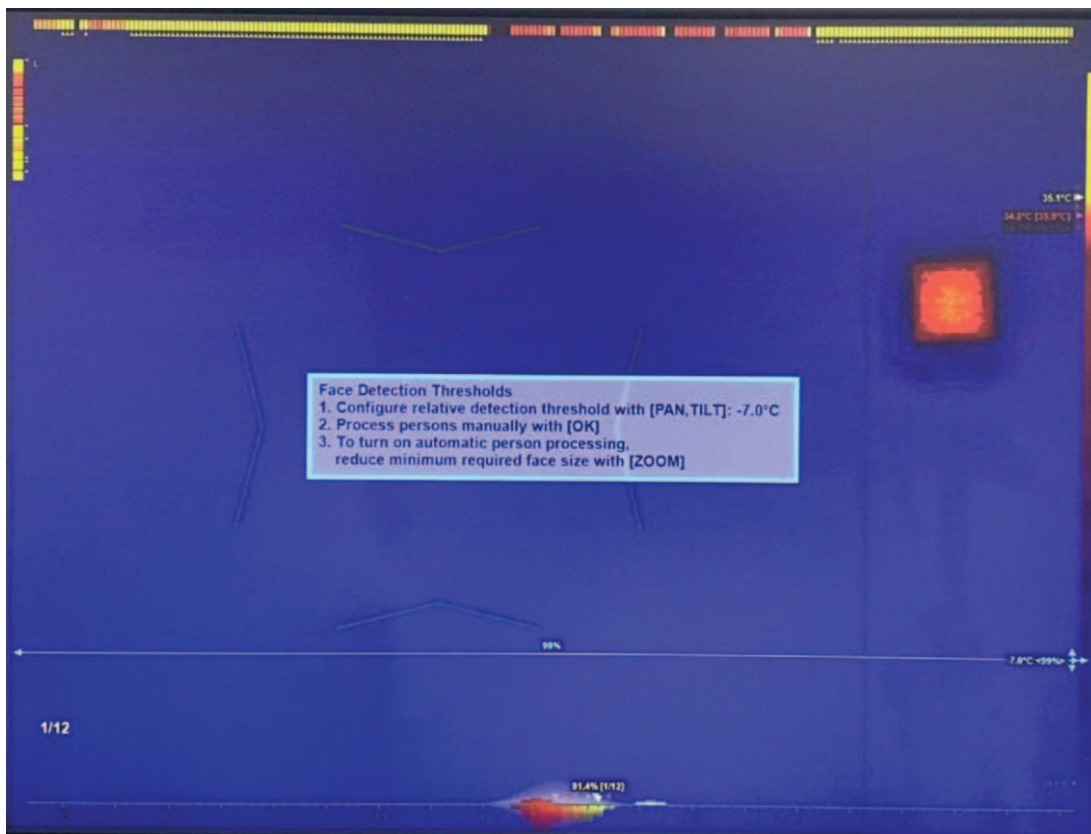 L
35.1°C
Face Detection Thresholds
1. Configure relative detection threshold with [PAN,TILT]: -7.0°C
2. Process persons manually with [OK]
3. To turn on automatic person processing,
reduce minimum required face size with [ZOOM]
99%
-7.0°C <99%>
1/12
91.4% [1/12]